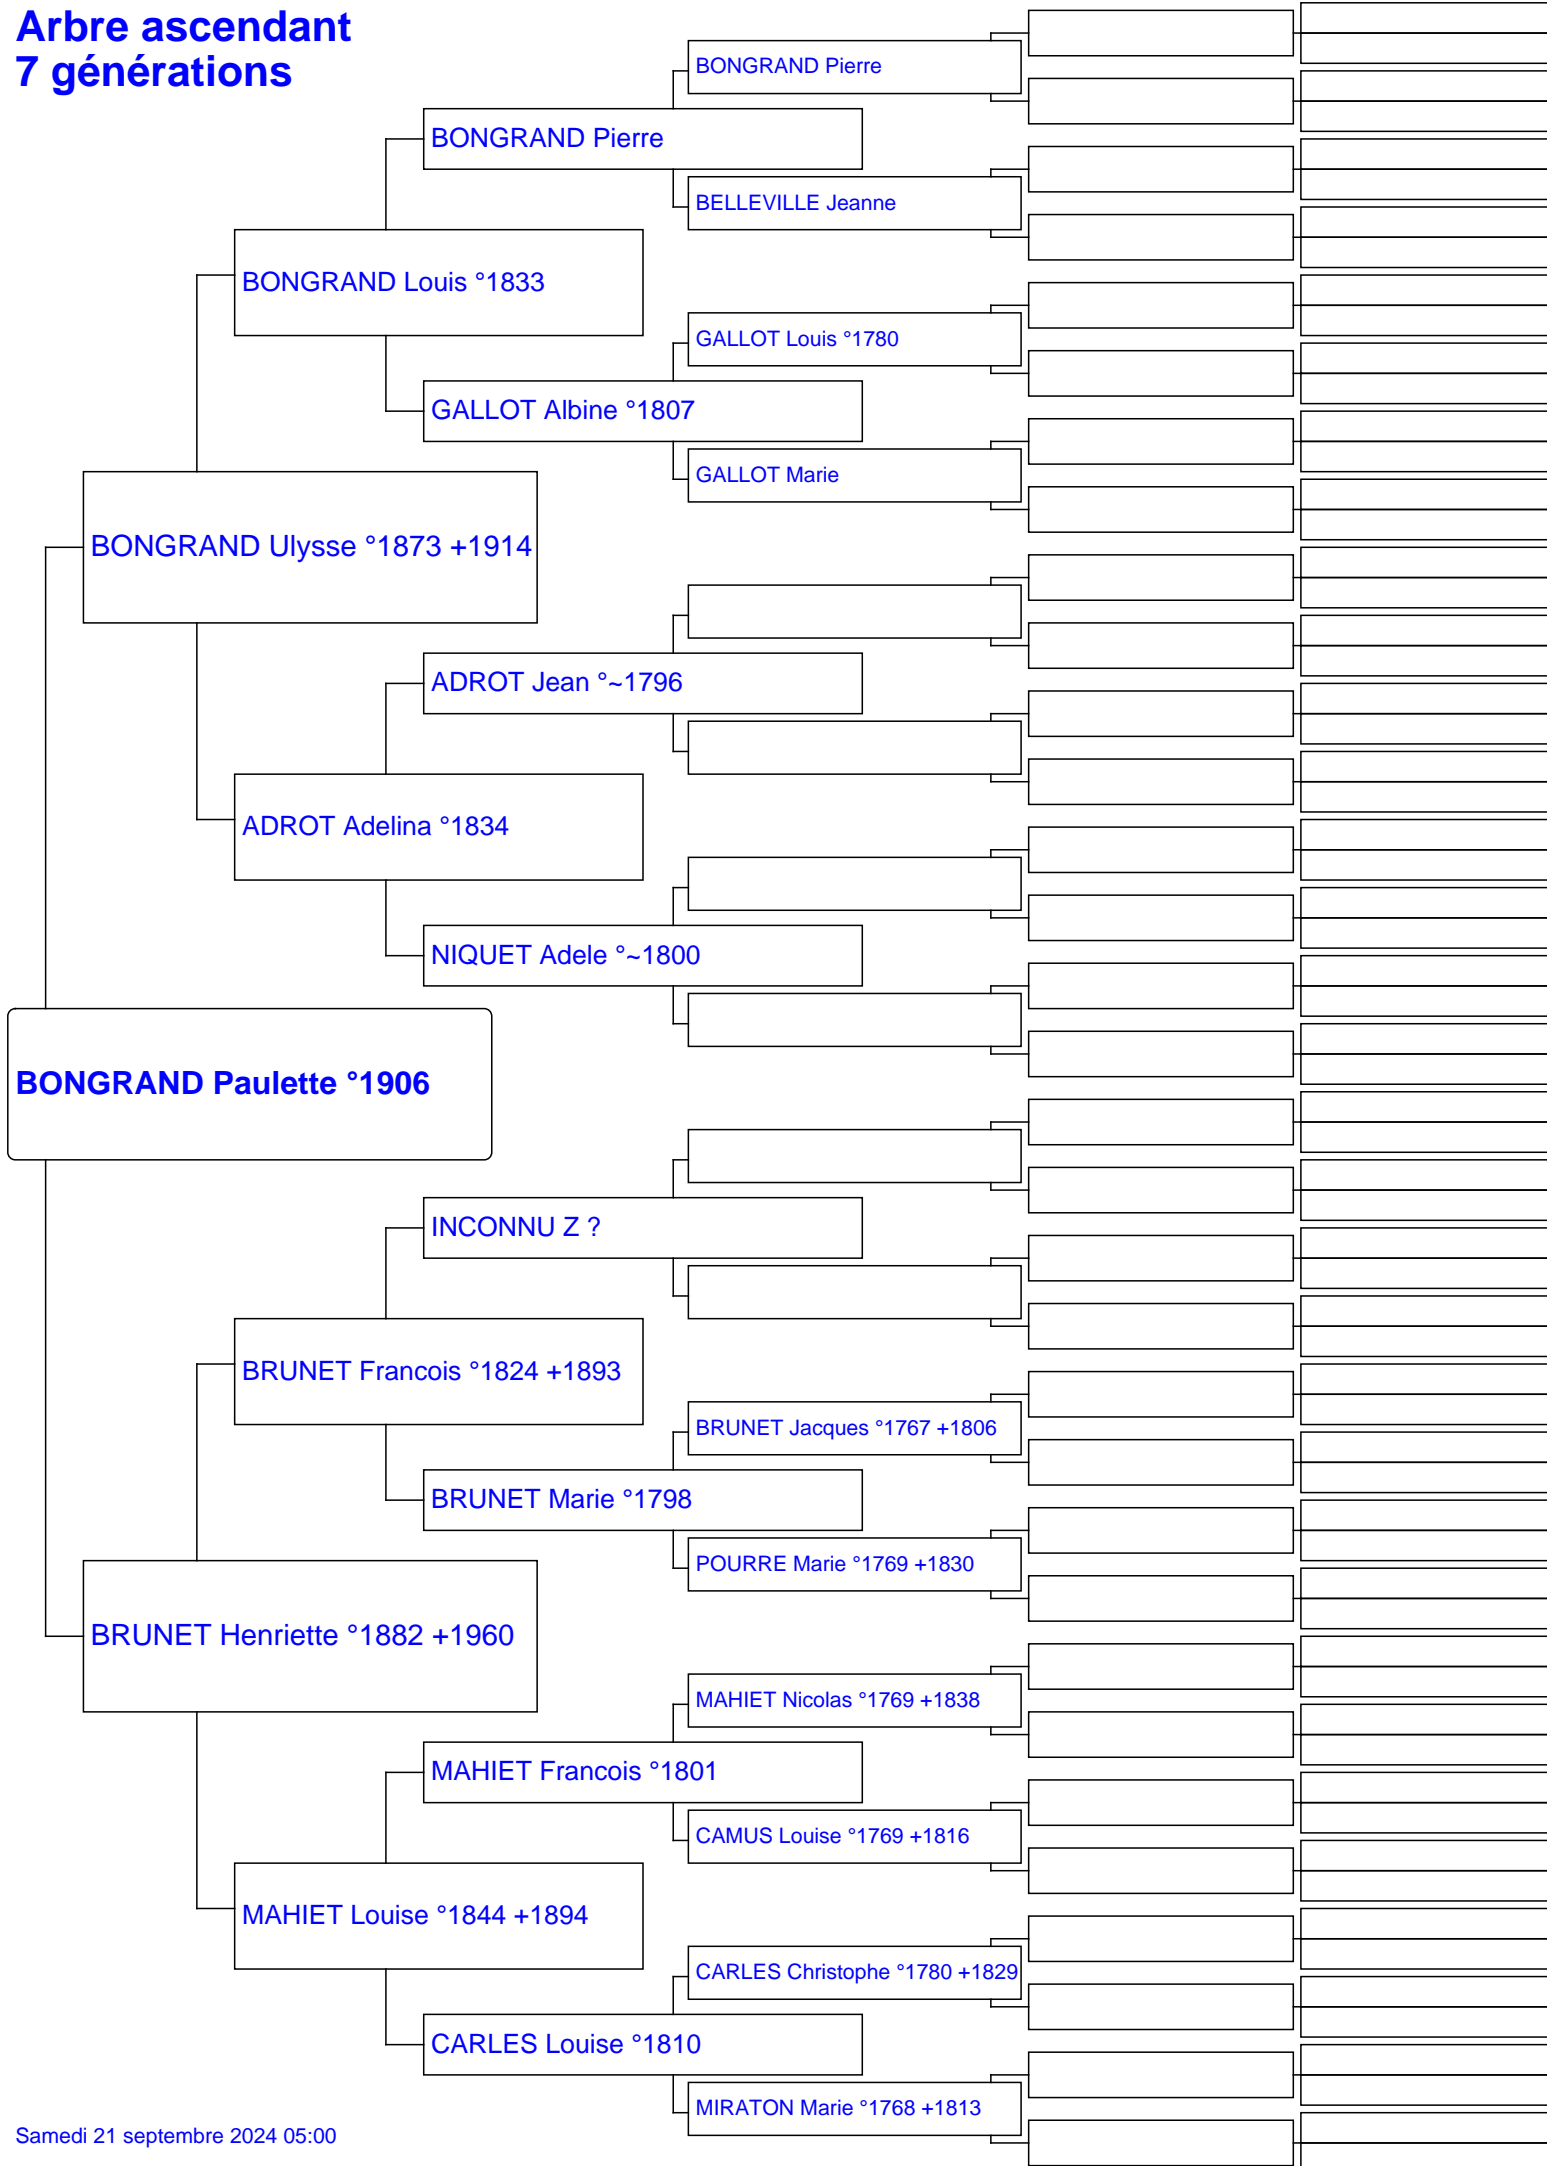 Arbre ascendant
7 générations
BONGRAND Pierre
BONGRAND Pierre
BELLEVILLE Jeanne
BONGRAND Louis °1833
GALLOT Louis °1780
GALLOT Albine °1807
GALLOT Marie
BONGRAND Ulysse °1873 +1914
ADROT Jean °~1796
ADROT Adelina °1834
NIQUET Adele °~1800
BONGRAND Paulette °1906
INCONNU Z ?
BRUNET Francois °1824 +1893
BRUNET Jacques °1767 +1806
BRUNET Marie °1798
POURRE Marie °1769 +1830
BRUNET Henriette °1882 +1960
MAHIET Nicolas °1769 +1838
MAHIET Francois °1801
CAMUS Louise °1769 +1816
MAHIET Louise °1844 +1894
CARLES Christophe °1780 +1829
CARLES Louise °1810
MIRATON Marie °1768 +1813
Samedi 21 septembre 2024 05:00